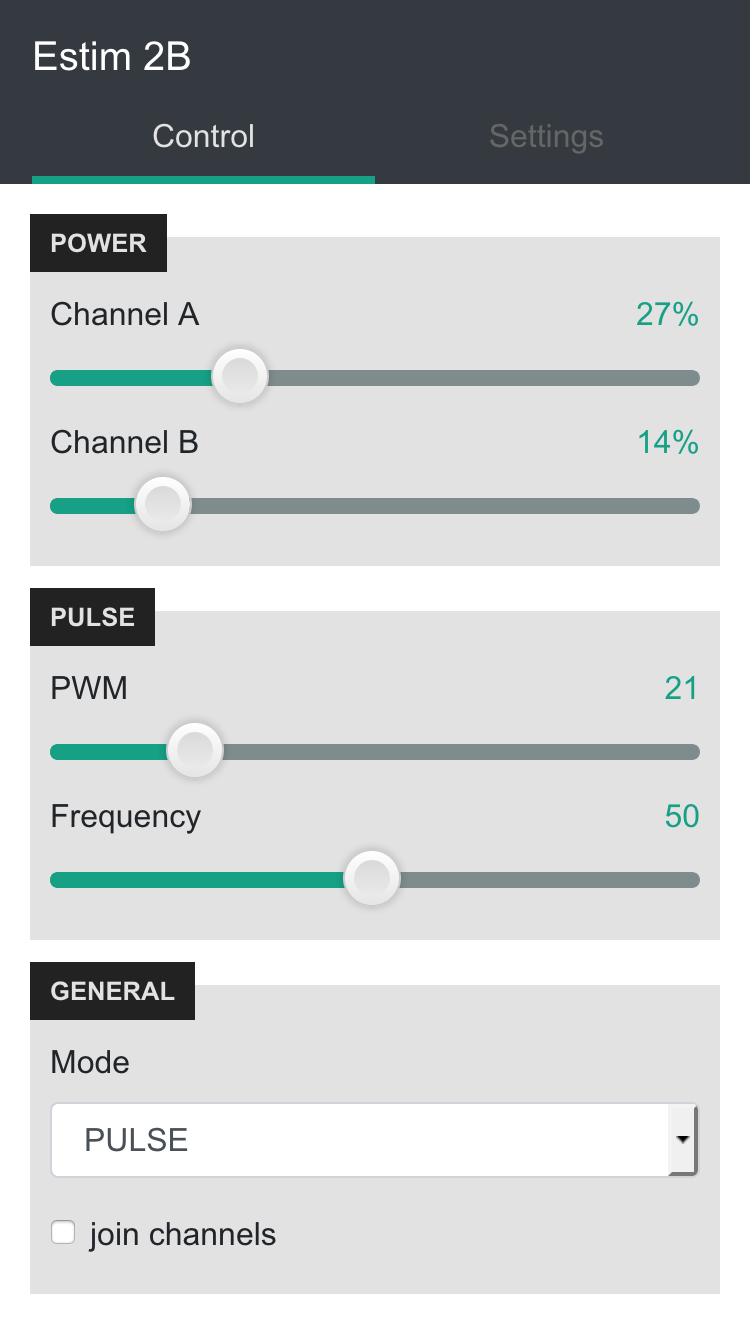 Estim 2B
Control Settings
POWER
Channel A 27%
Channel B 14%
PULSE
PWM 21
Frequency 50
GENERAL
Mode
PULSE
join channels